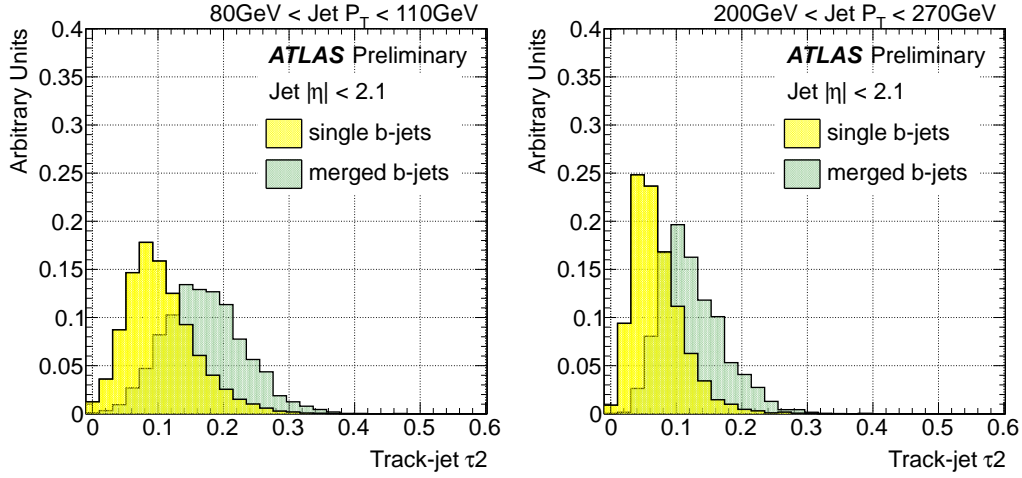 80GeV < Jet P_T < 110GeV
Arbitrary Units
0.4
0.35
0.3
0.25
0.2
0.15
0.1
0.05
0
ATLAS Preliminary
Jet |η| < 2.1
single b-jets
merged b-jets
0 0.1 0.2 0.3 0.4 0.5 0.6
Track-jet τ2
200GeV < Jet P_T < 270GeV
Arbitrary Units
0.4
0.35
0.3
0.25
0.2
0.15
0.1
0.05
0
ATLAS Preliminary
Jet |η| < 2.1
single b-jets
merged b-jets
0 0.1 0.2 0.3 0.4 0.5 0.6
Track-jet τ2